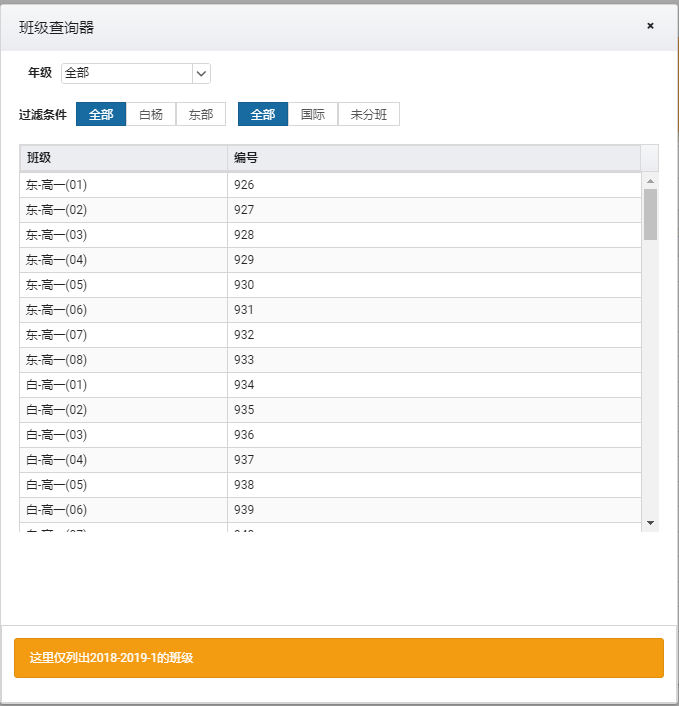 班级查询器
年级 全部
过滤条件 全部 白杨 东部 全部 国际 未分班
班级 编号
东-高一(01) 926
东-高一(02) 927
东-高一(03) 928
东-高一(04) 929
东-高一(05) 930
东-高一(06) 931
东-高一(07) 932
东-高一(08) 933
白-高一(01) 934
白-高一(02) 935
白-高一(03) 936
白-高一(04) 937
白-高一(05) 938
白-高一(06) 939
这里仅列出2018-2019-1的班级